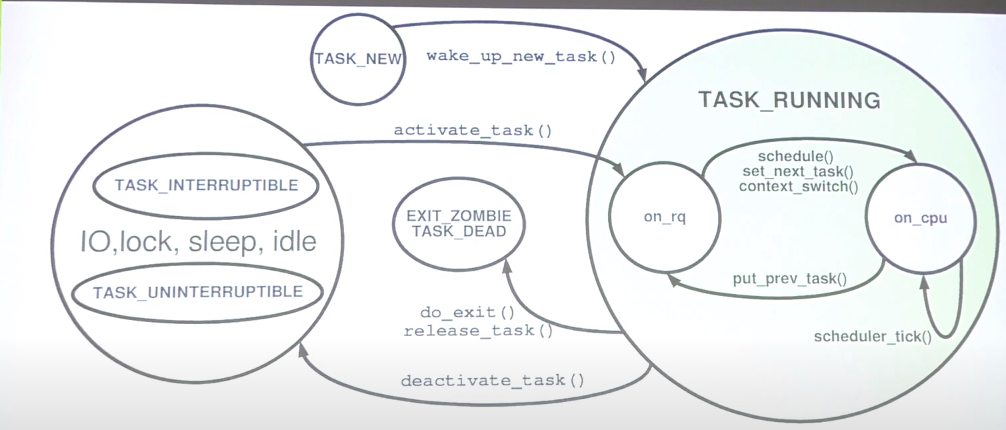 TASK_NEW
wake_up_new_task()
TASK_RUNNING
activate_task()
schedule()
set_next_task()
context_switch()
TASK_INTERRUPTIBLE
EXIT_ZOMBIE
TASK_DEAD
on_rq
on_cpu
IO,lock, sleep, idle
TASK_UNINTERRUPTIBLE
put_prev_task()
do_exit()
release_task()
scheduler_tick()
deactivate_task()